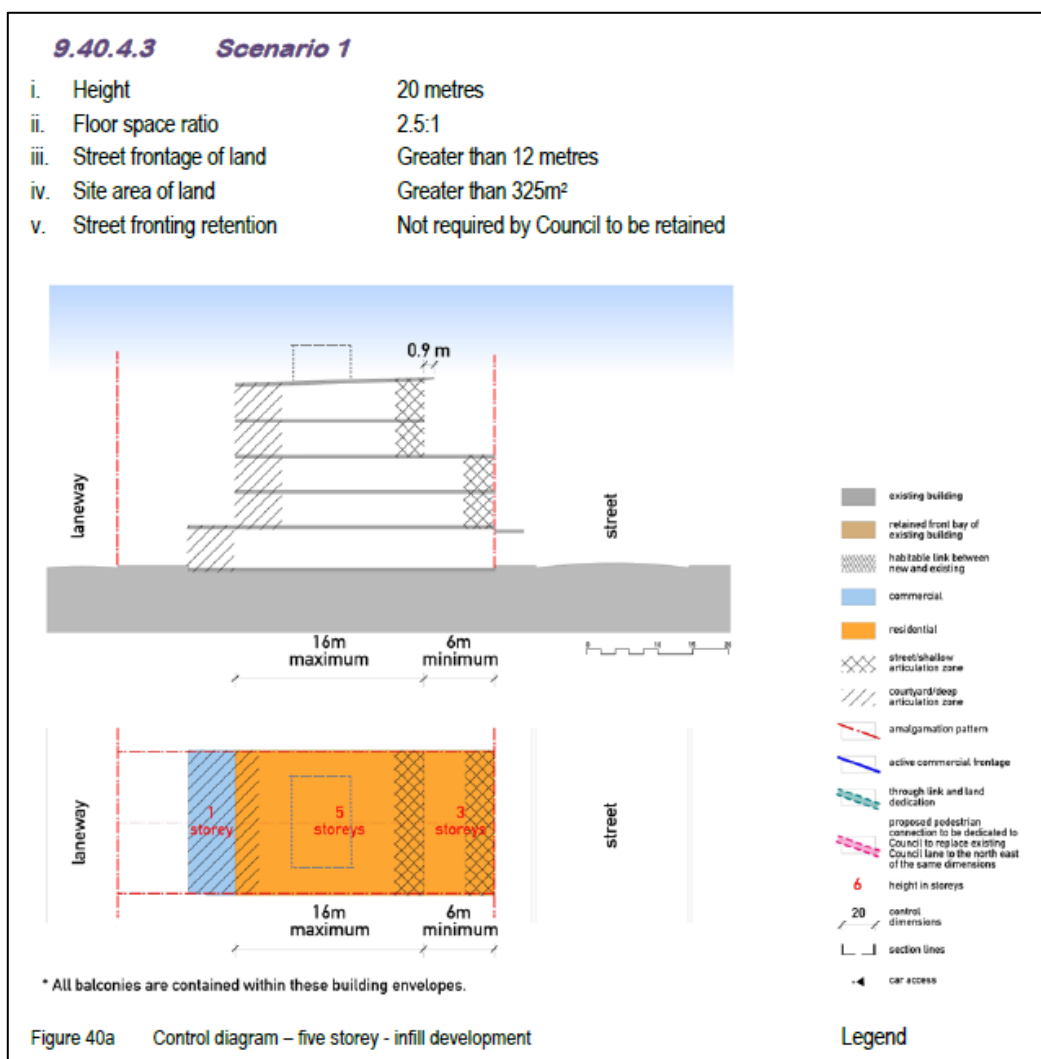 9.40.4.3 Scenario 1
i. Height 20 metres
ii. Floor space ratio 2.5:1
iii. Street frontage of land Greater than 12 metres
iv. Site area of land Greater than 325m²
v. Street fronting retention Not required by Council to be retained
0.9 m
laneway
street
16m
maximum
6m
minimum
laneway
1
storey
5
storeys
3
storeys
street
16m
maximum
6m
minimum
* All balconies are contained within these building envelopes.
Figure 40a Control diagram – five storey - infill development
existing building
retained front bay of
existing building
habitable link between
new and existing
commercial
residential
street/shallow
articulation zone
courtyard/deep
articulation zone
amalgamation pattern
active commercial frontage
through link and land
dedication
proposed pedestrian
connection to be dedicated to
Council to replace existing
Council lane to the north east
of the same dimensions
6 height in storeys
20 control
dimensions
section lines
car access
Legend